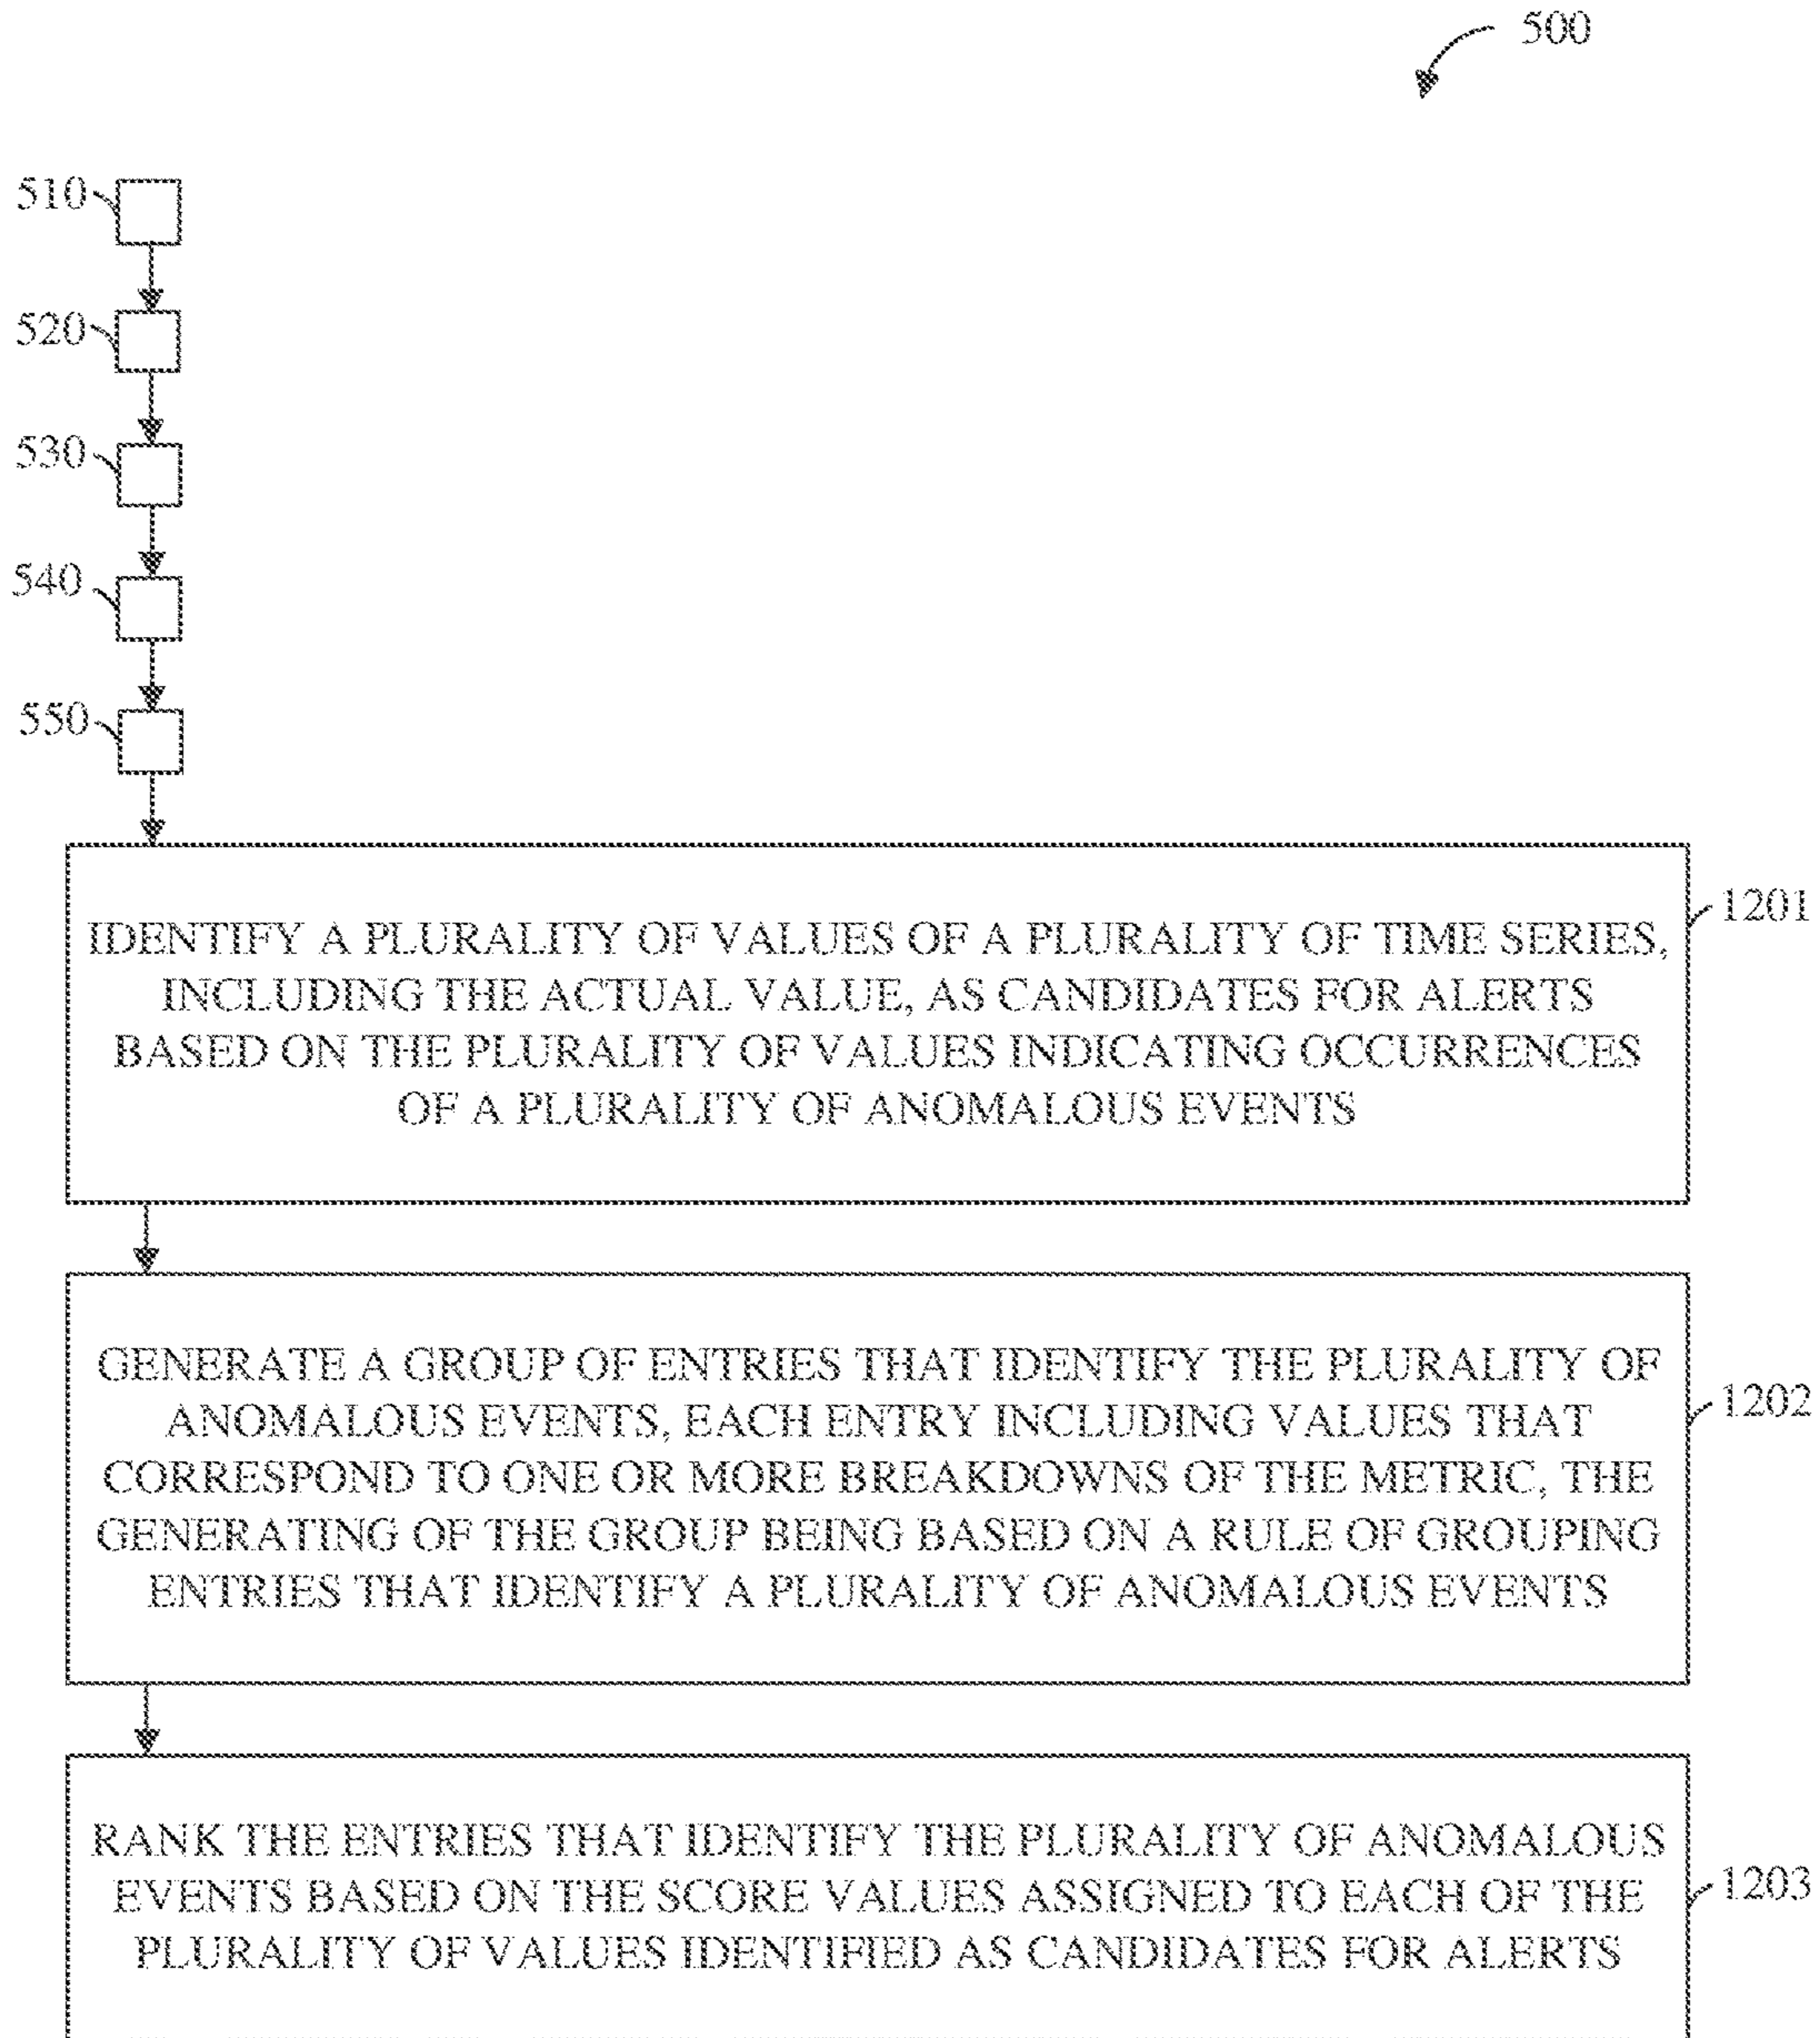 500
510
520
530
540
550
IDENTIFY A PLURALITY OF VALUES OF A PLURALITY OF TIME SERIES,
INCLUDING THE ACTUAL VALUE, AS CANDIDATES FOR ALERTS
BASED ON THE PLURALITY OF VALUES INDICATING OCCURRENCES
OF A PLURALITY OF ANOMALOUS EVENTS
1201
GENERATE A GROUP OF ENTRIES THAT IDENTIFY THE PLURALITY OF
ANOMALOUS EVENTS, EACH ENTRY INCLUDING VALUES THAT
CORRESPOND TO ONE OR MORE BREAKDOWNS OF THE METRIC, THE
GENERATING OF THE GROUP BEING BASED ON A RULE OF GROUPING
ENTRIES THAT IDENTIFY A PLURALITY OF ANOMALOUS EVENTS
1202
RANK THE ENTRIES THAT IDENTIFY THE PLURALITY OF ANOMALOUS
EVENTS BASED ON THE SCORE VALUES ASSIGNED TO EACH OF THE
PLURALITY OF VALUES IDENTIFIED AS CANDIDATES FOR ALERTS
1203